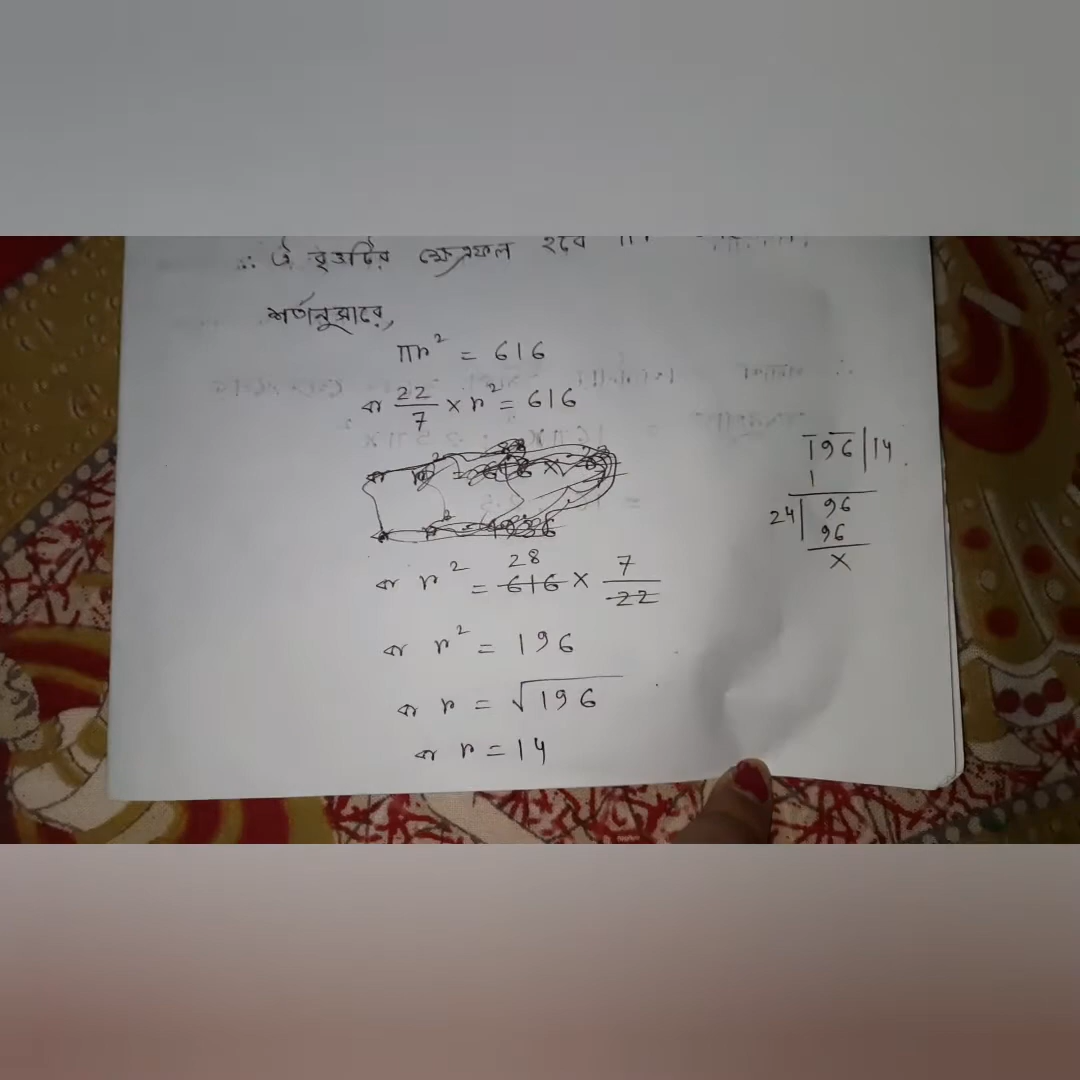 ∴ ঐ বৃত্তটির ক্ষেত্রফল হবে
শর্তানুসারে,
πr² = 616
বা 22/7 × r² = 616
বা r² = 616 × 7/22
28
বা r² = 196
বা r = √196
বা r = 14
196|14
1
24| 96
96
×